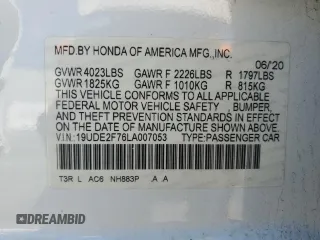 MFD.BY HONDA OF AMERICA MFG.,INC.
06/20
GVWR 4023LBS GAWR F 2226LBS R 1797LBS
GVWR 1825KG GAWR F 1010KG R 815KG
THIS VEHICLE CONFORMS TO ALL APPLICABLE
FEDERAL MOTOR VEHICLE SAFETY , BUMPER , AND
THEFT PREVENTION STANDARDS IN EFFECT ON THE
DATE OF MANUFACTURE SHOWN ABOVE.
VIN: 19UDE2F76LA007053 TYPE:PASSENGER CAR
T3R L AC6 NH883P .A .A
DREAMBID